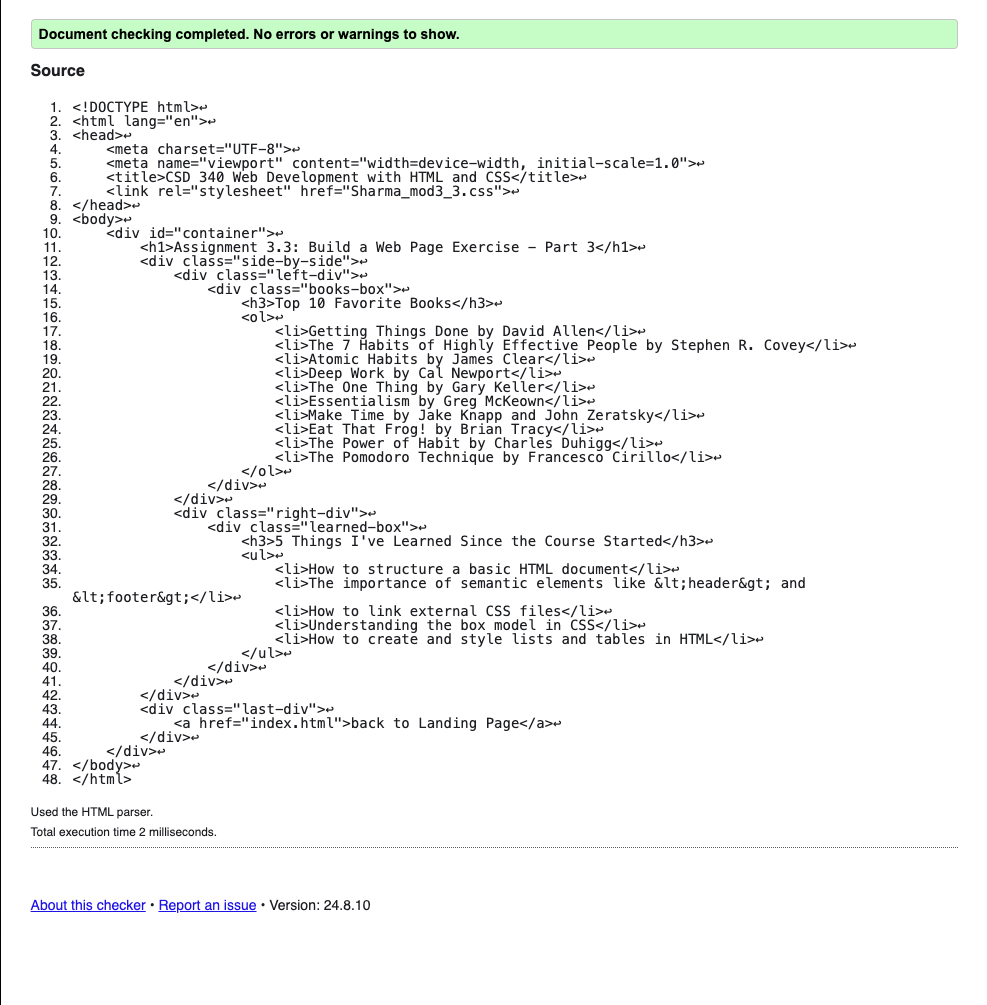 Document checking completed. No errors or warnings to show.
Source
1. <!DOCTYPE html>↩
2. <html lang="en">↩
3. <head>↩
4.     <meta charset="UTF-8">↩
5.     <meta name="viewport" content="width=device-width, initial-scale=1.0">↩
6.     <title>CSD 340 Web Development with HTML and CSS</title>↩
7.     <link rel="stylesheet" href="Sharma_mod3_3.css">↩
8. </head>↩
9. <body>↩
10.     <div id="container">↩
11.         <h1>Assignment 3.3: Build a Web Page Exercise - Part 3</h1>↩
12.         <div class="side-by-side">↩
13.             <div class="left-div">↩
14.                 <div class="books-box">↩
15.                     <h3>Top 10 Favorite Books</h3>↩
16.                     <ol>↩
17.                         <li>Getting Things Done by David Allen</li>↩
18.                         <li>The 7 Habits of Highly Effective People by Stephen R. Covey</li>↩
19.                         <li>Atomic Habits by James Clear</li>↩
20.                         <li>Deep Work by Cal Newport</li>↩
21.                         <li>The One Thing by Gary Keller</li>↩
22.                         <li>Essentialism by Greg McKeown</li>↩
23.                         <li>Make Time by Jake Knapp and John Zeratsky</li>↩
24.                         <li>Eat That Frog! by Brian Tracy</li>↩
25.                         <li>The Power of Habit by Charles Duhigg</li>↩
26.                         <li>The Pomodoro Technique by Francesco Cirillo</li>↩
27.                     </ol>↩
28.                 </div>↩
29.             </div>↩
30.             <div class="right-div">↩
31.                 <div class="learned-box">↩
32.                     <h3>5 Things I've Learned Since the Course Started</h3>↩
33.                     <ul>↩
34.                         <li>How to structure a basic HTML document</li>↩
35.                         <li>The importance of semantic elements like &lt;header&gt; and
&lt;footer&gt;</li>↩
36.                         <li>How to link external CSS files</li>↩
37.                         <li>Understanding the box model in CSS</li>↩
38.                         <li>How to create and style lists and tables in HTML</li>↩
39.                     </ul>↩
40.                 </div>↩
41.             </div>↩
42.         </div>↩
43.         <div class="last-div">↩
44.             <a href="index.html">back to Landing Page</a>↩
45.         </div>↩
46.     </div>↩
47. </body>↩
48. </html>
Used the HTML parser.
Total execution time 2 milliseconds.
About this checker • Report an issue • Version: 24.8.10